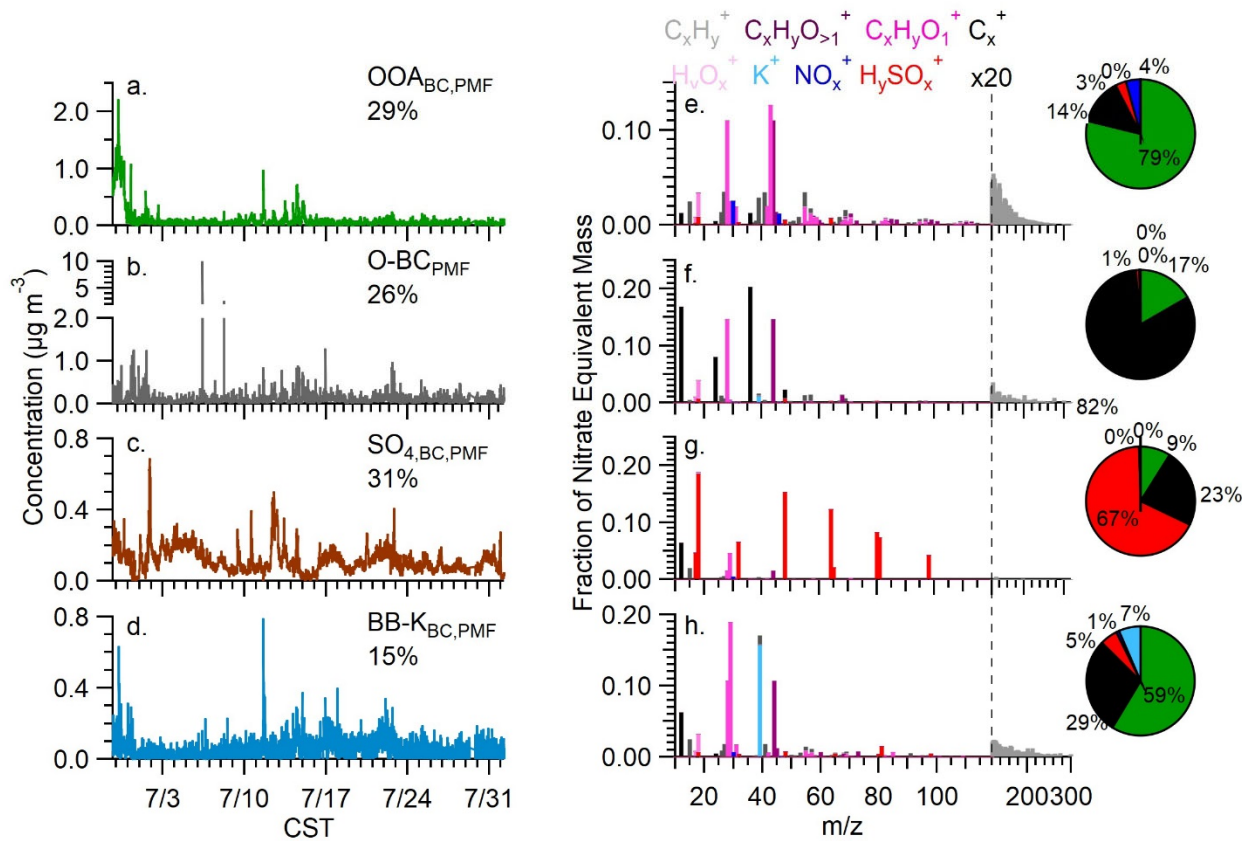 CxHy+ CxHyO>1+ CxHyO1+ Cx+
HvOx+ K+ NOx+ HySOx+ x20
Concentration (µg m-3)
a.
OOABC,PMF
29%
2.0
1.0
0.0
b.
O-BCPMF
26%
10
5
2.0
1.0
0.0
c.
SO4,BC,PMF
31%
0.8
0.4
0.0
d.
BB-KBC,PMF
15%
0.8
0.4
0.0
7/3 7/10 7/17 7/24 7/31
CST
Fraction of Nitrate Equivalent Mass
e.
0.10
0.00
3% 0% 4%
14%
79%
f.
0.20
0.10
0.00
0%
1% 0% 17%
82%
g.
0.20
0.10
0.00
0% 0% 9%
23%
67%
h.
0.20
0.10
0.00
1% 7%
5%
59%
29%
20 40 60 80 100 200 300
m/z